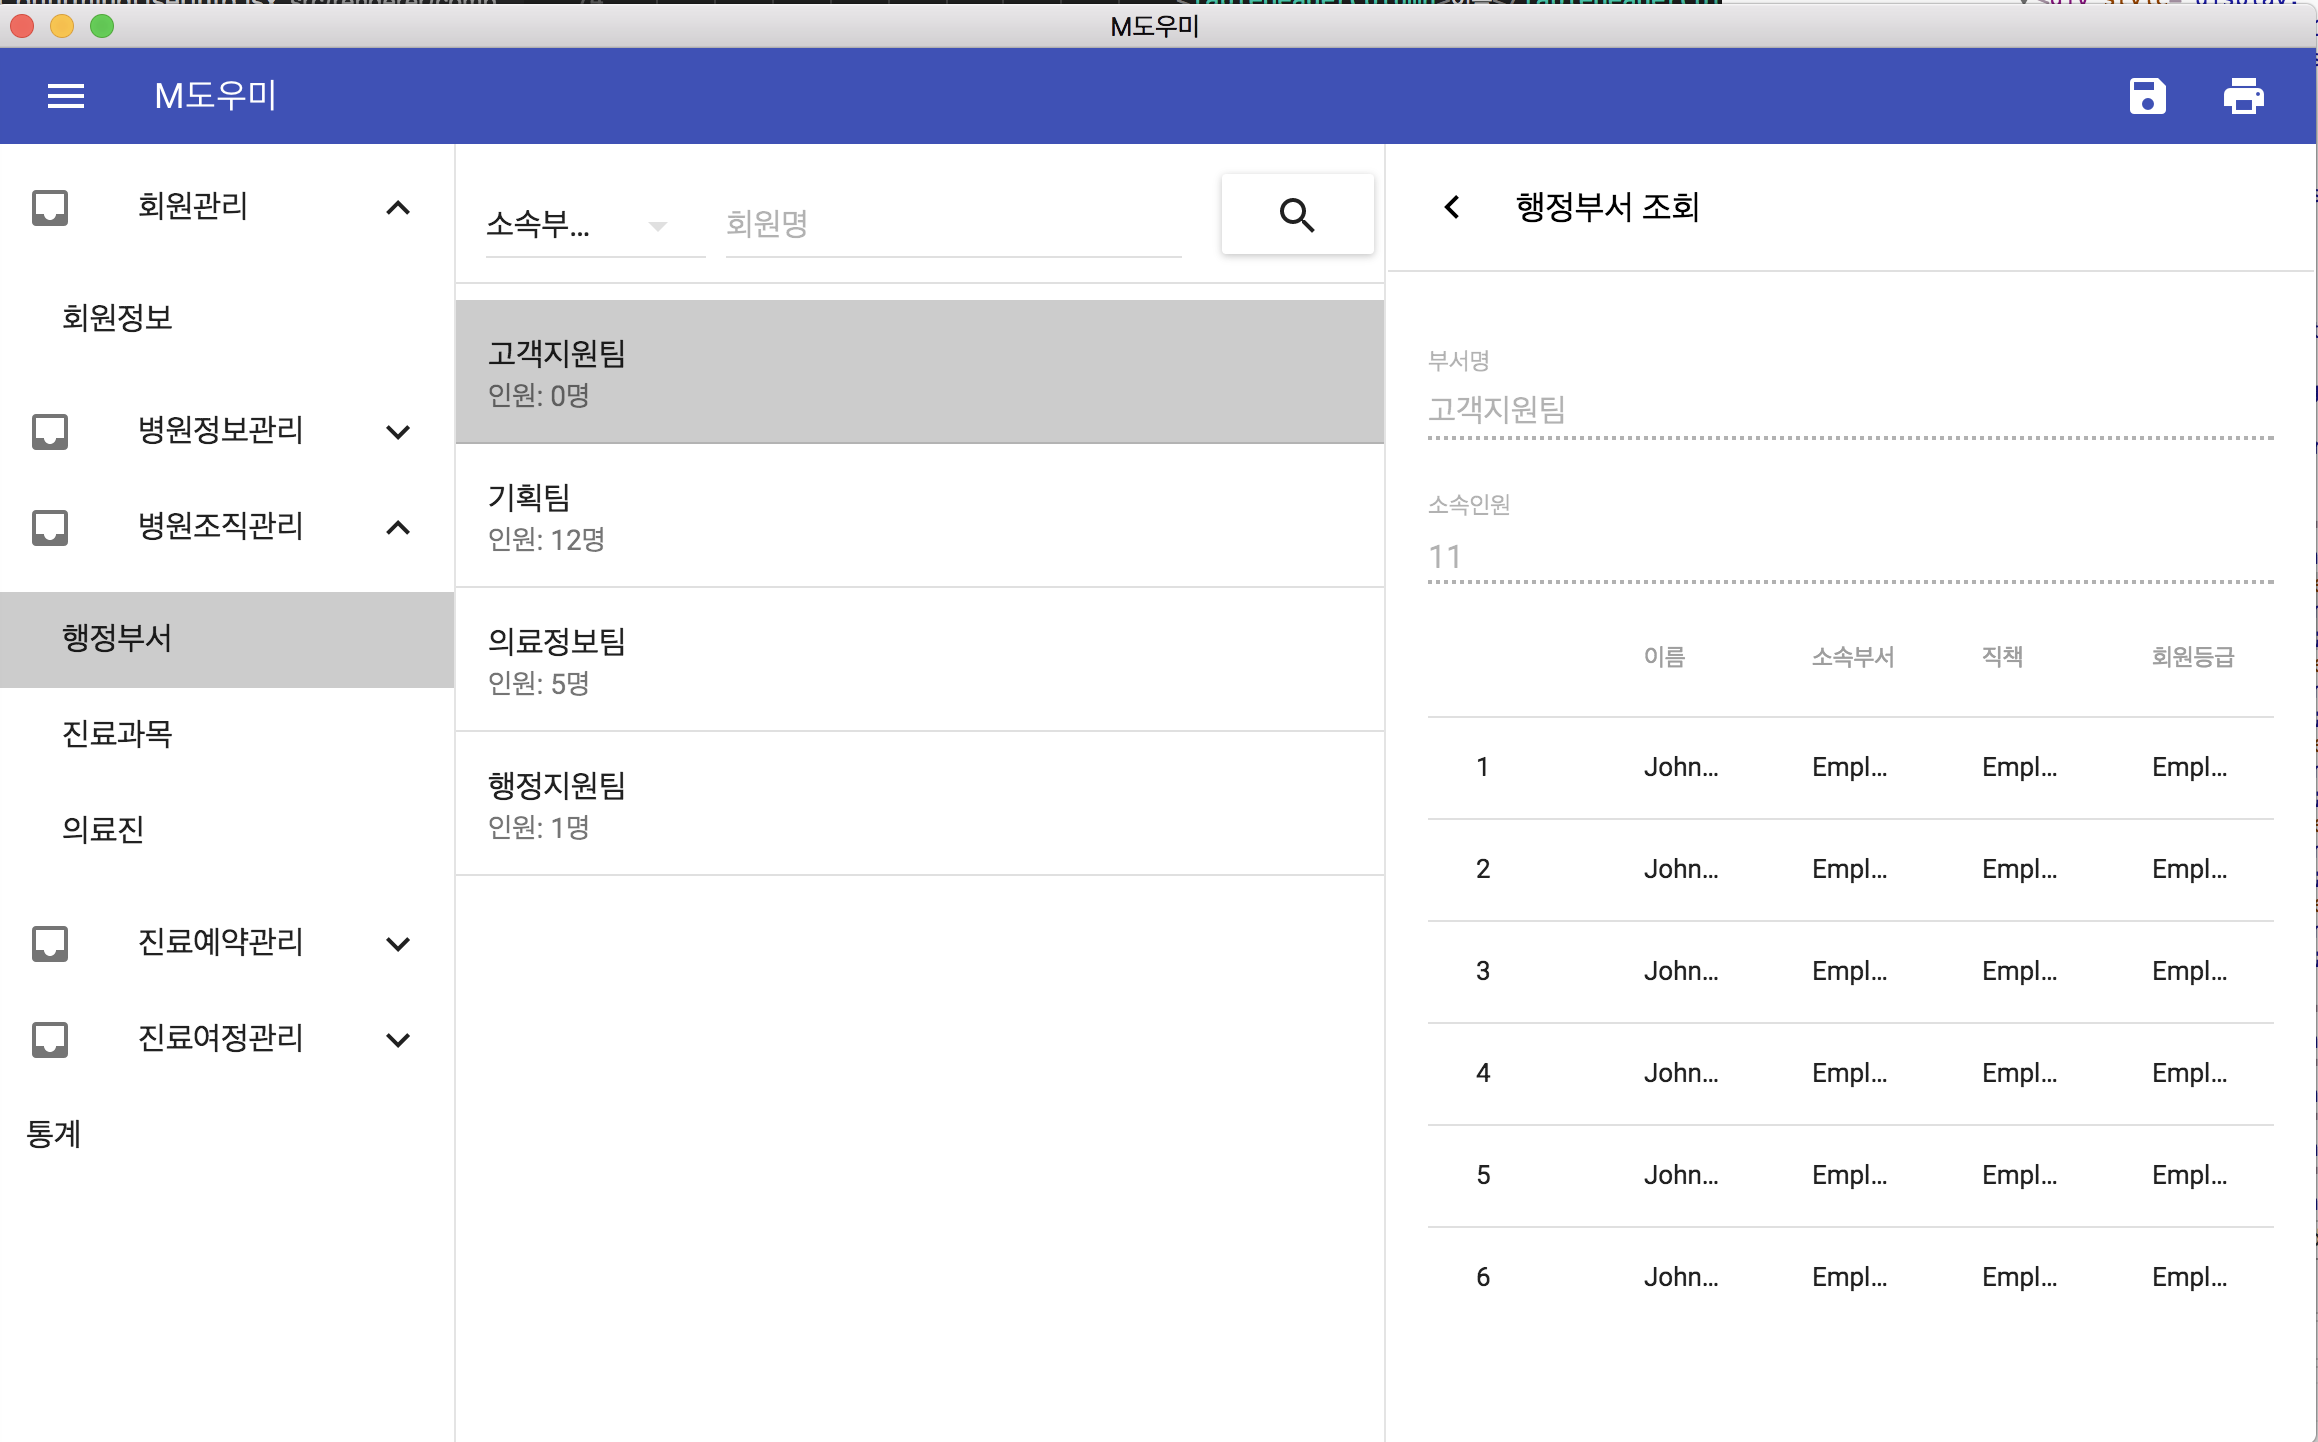 M도우미
M도우미
회원관리
회원정보
병원정보관리
병원조직관리
행정부서
진료과목
의료진
진료예약관리
진료여정관리
통계
소속부... 회원명
고객지원팀
인원: 0명
기획팀
인원: 12명
의료정보팀
인원: 5명
행정지원팀
인원: 1명
행정부서 조회
부서명
고객지원팀
소속인원
11
이름 소속부서 직책 회원등급
1 John... Empl... Empl... Empl...
2 John... Empl... Empl... Empl...
3 John... Empl... Empl... Empl...
4 John... Empl... Empl... Empl...
5 John... Empl... Empl... Empl...
6 John... Empl... Empl... Empl...